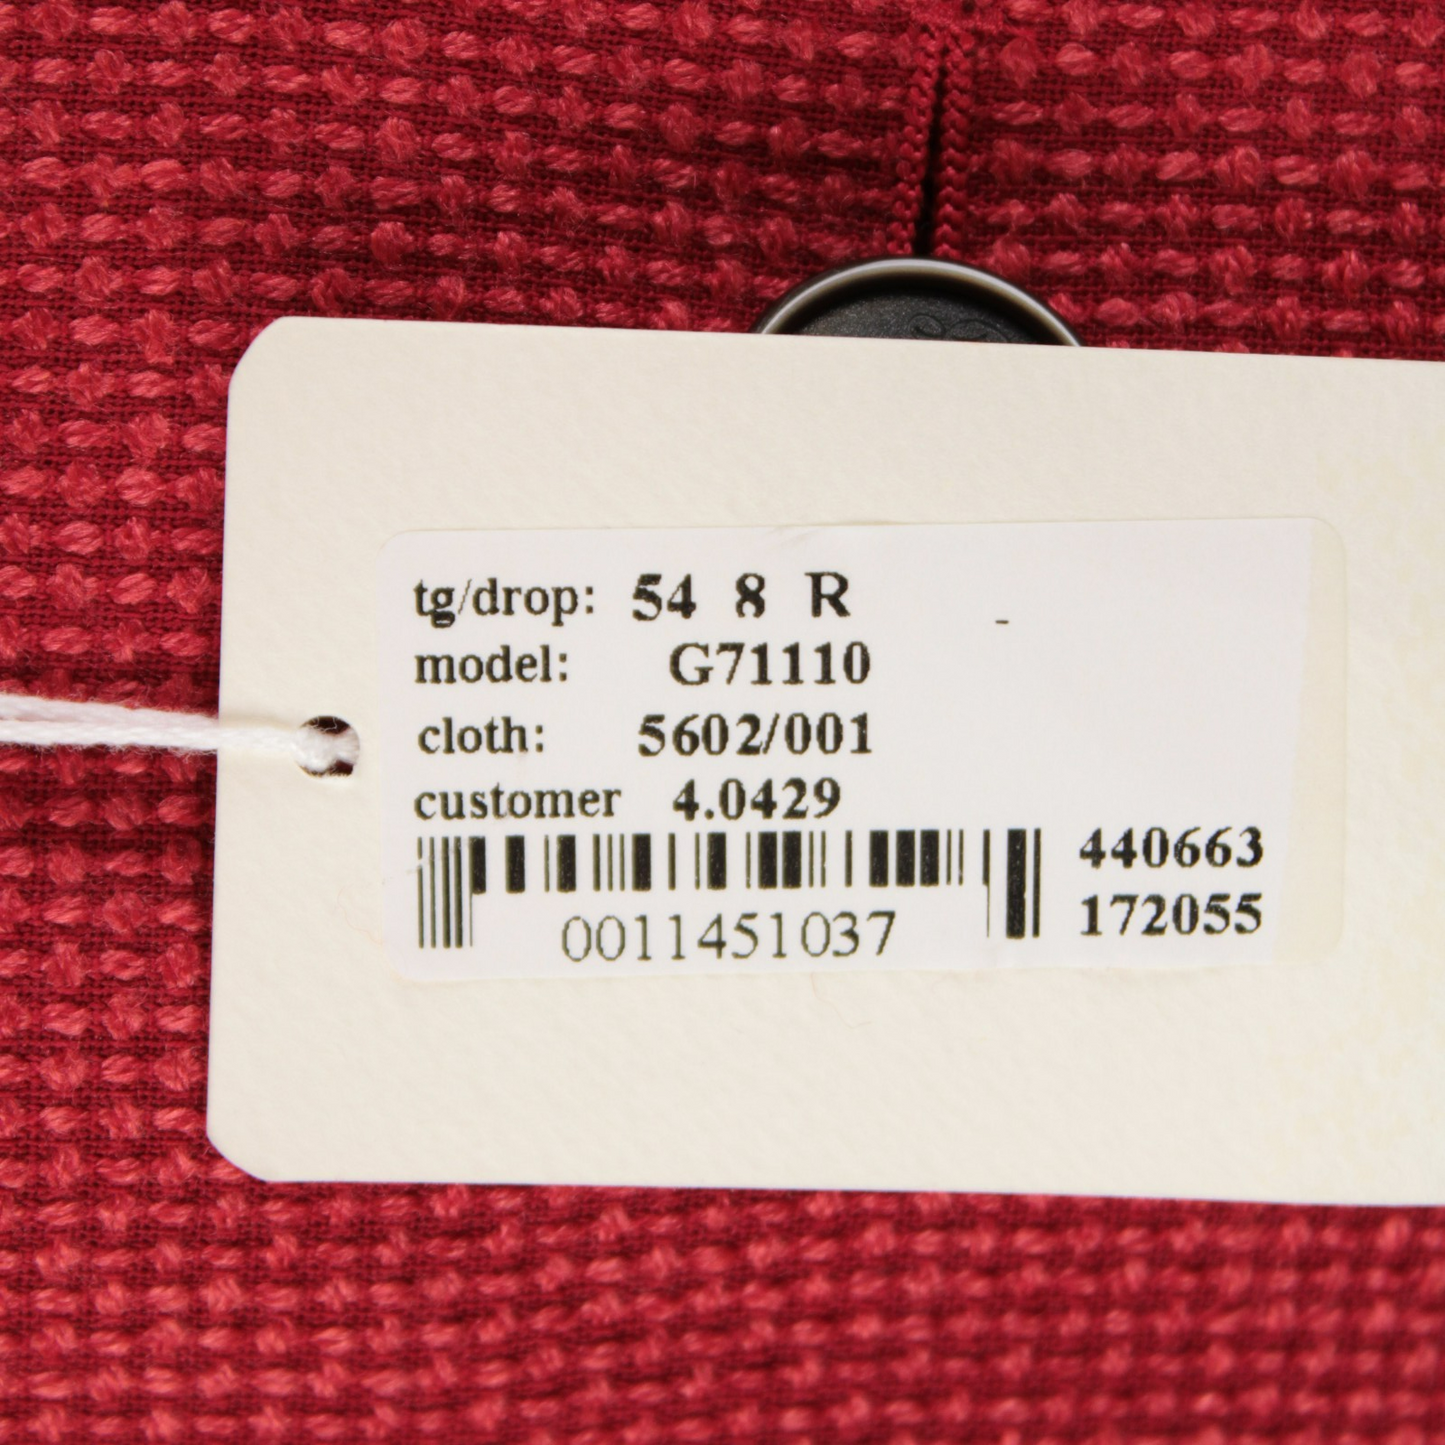 tg/drop: 54 8 R -
model: G71110
cloth: 5602/001
customer 4.0429
440663
0011451037
172055